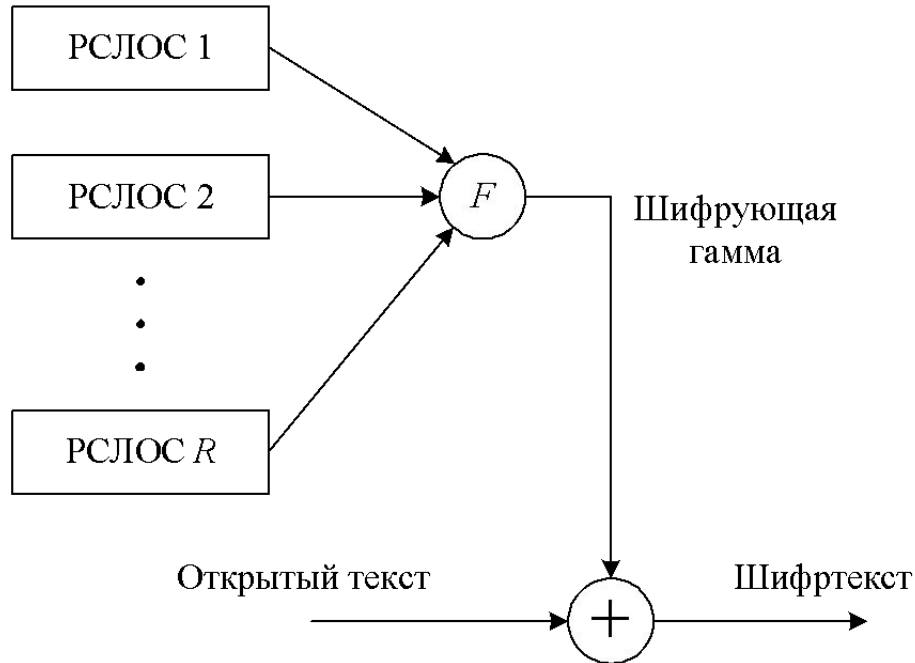 РСЛОС 1
РСЛОС 2
F
Шифрующая
гамма
РСЛОС R
Открытый текст
Шифртекст
+